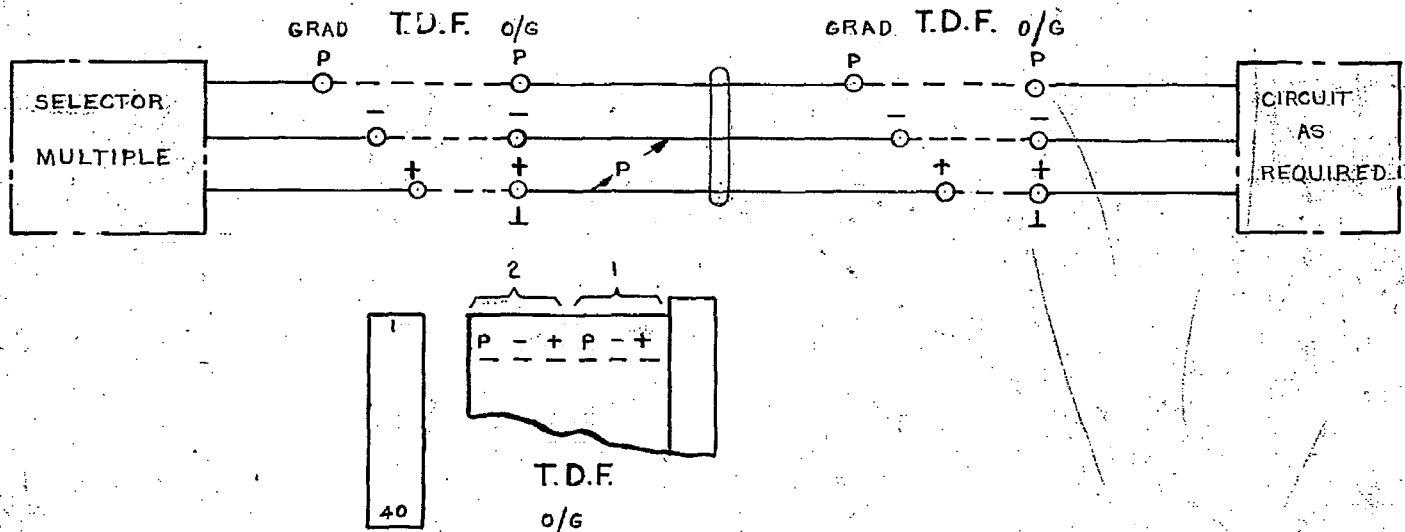 GRAD T.D.F. O/G
GRAD. T.D.F. O/G
P P P P
SELECTOR
MULTIPLE
- - - -
+ + P + +
⊥ ⊥
CIRCUIT
AS
REQUIRED
2 1
1
P - + P - +
T.D.F.
40
O/G